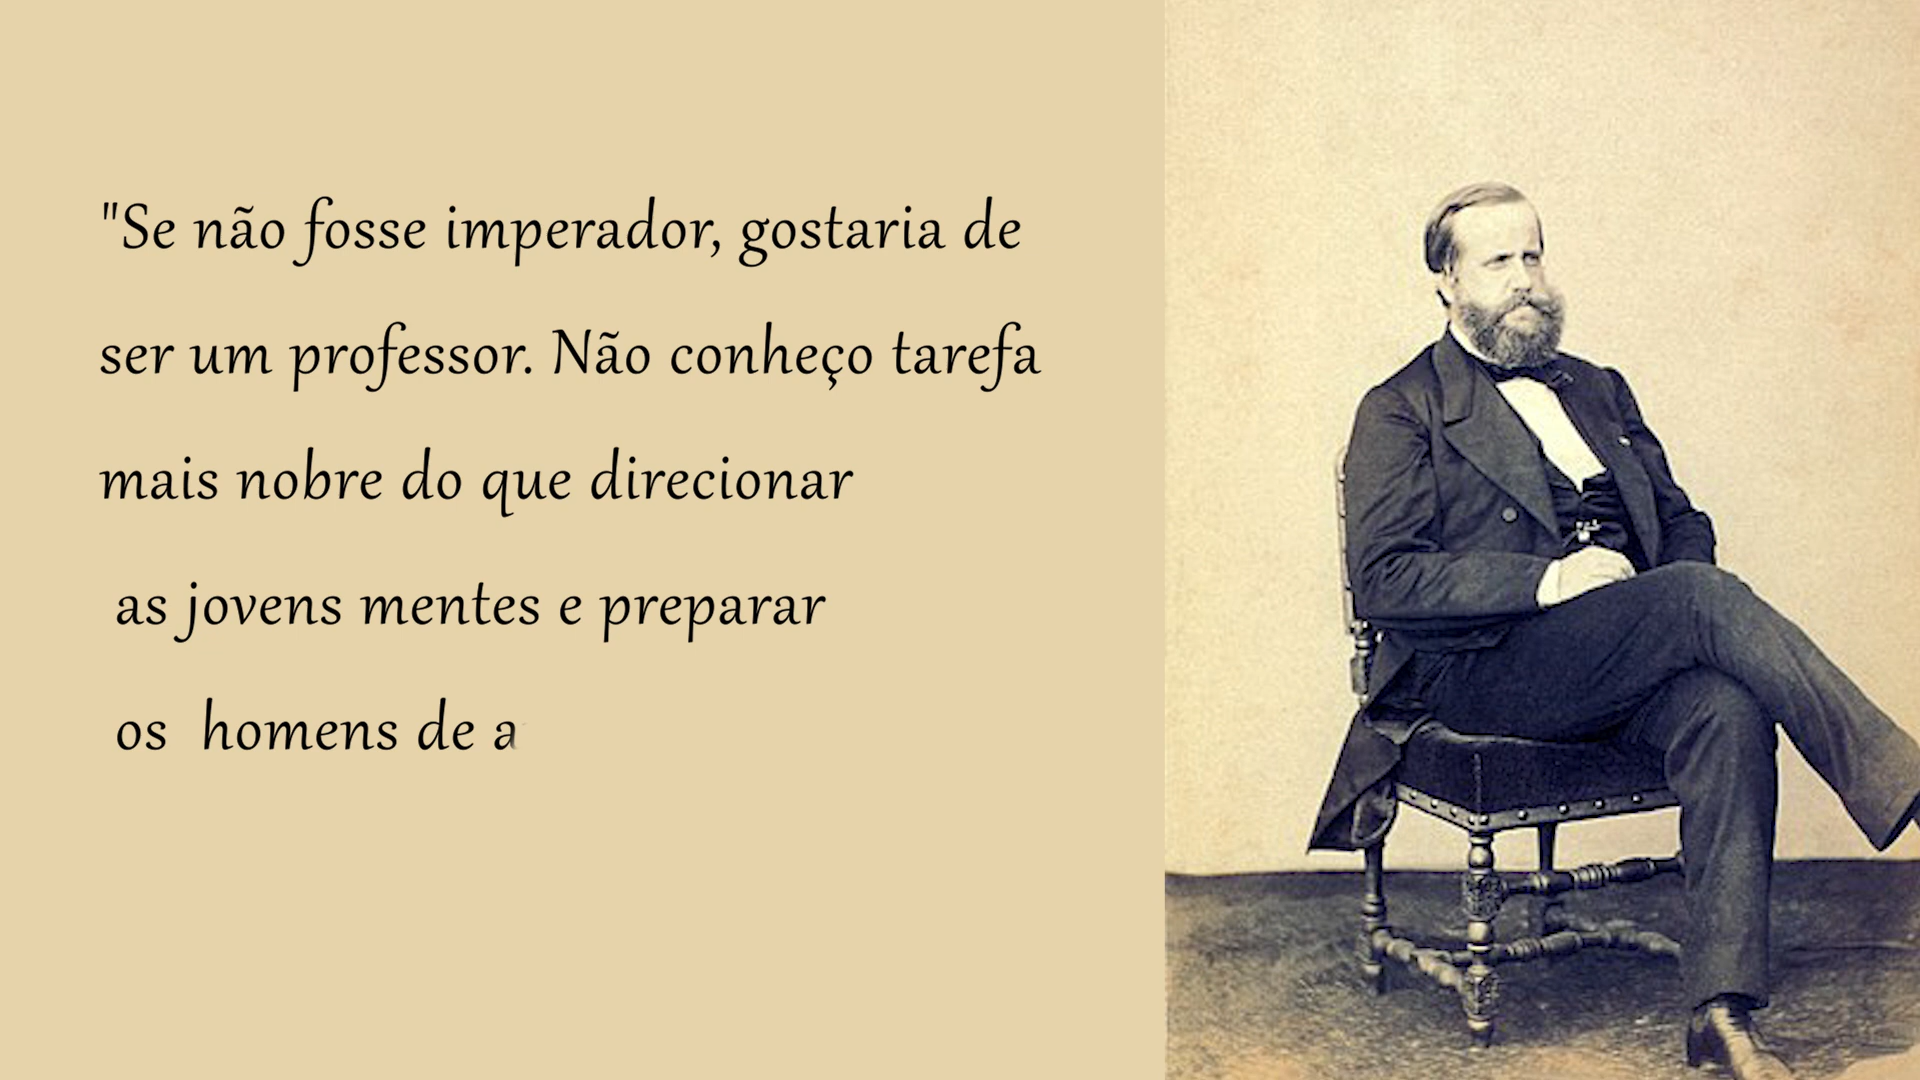 "Se não fosse imperador, gostaria de
ser um professor. Não conheço tarefa
mais nobre do que direcionar
as jovens mentes e preparar
os homens de a